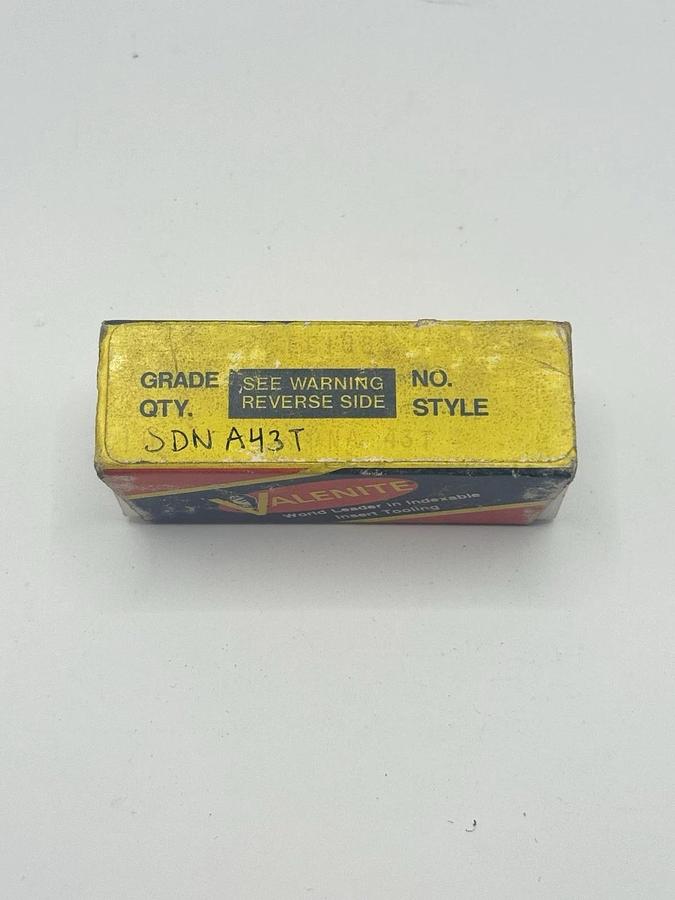 GRADE SEE WARNING NO.
QTY. REVERSE SIDE STYLE
SDN A43T
VALENITE
World Leader in Indexable
Insert Tooling